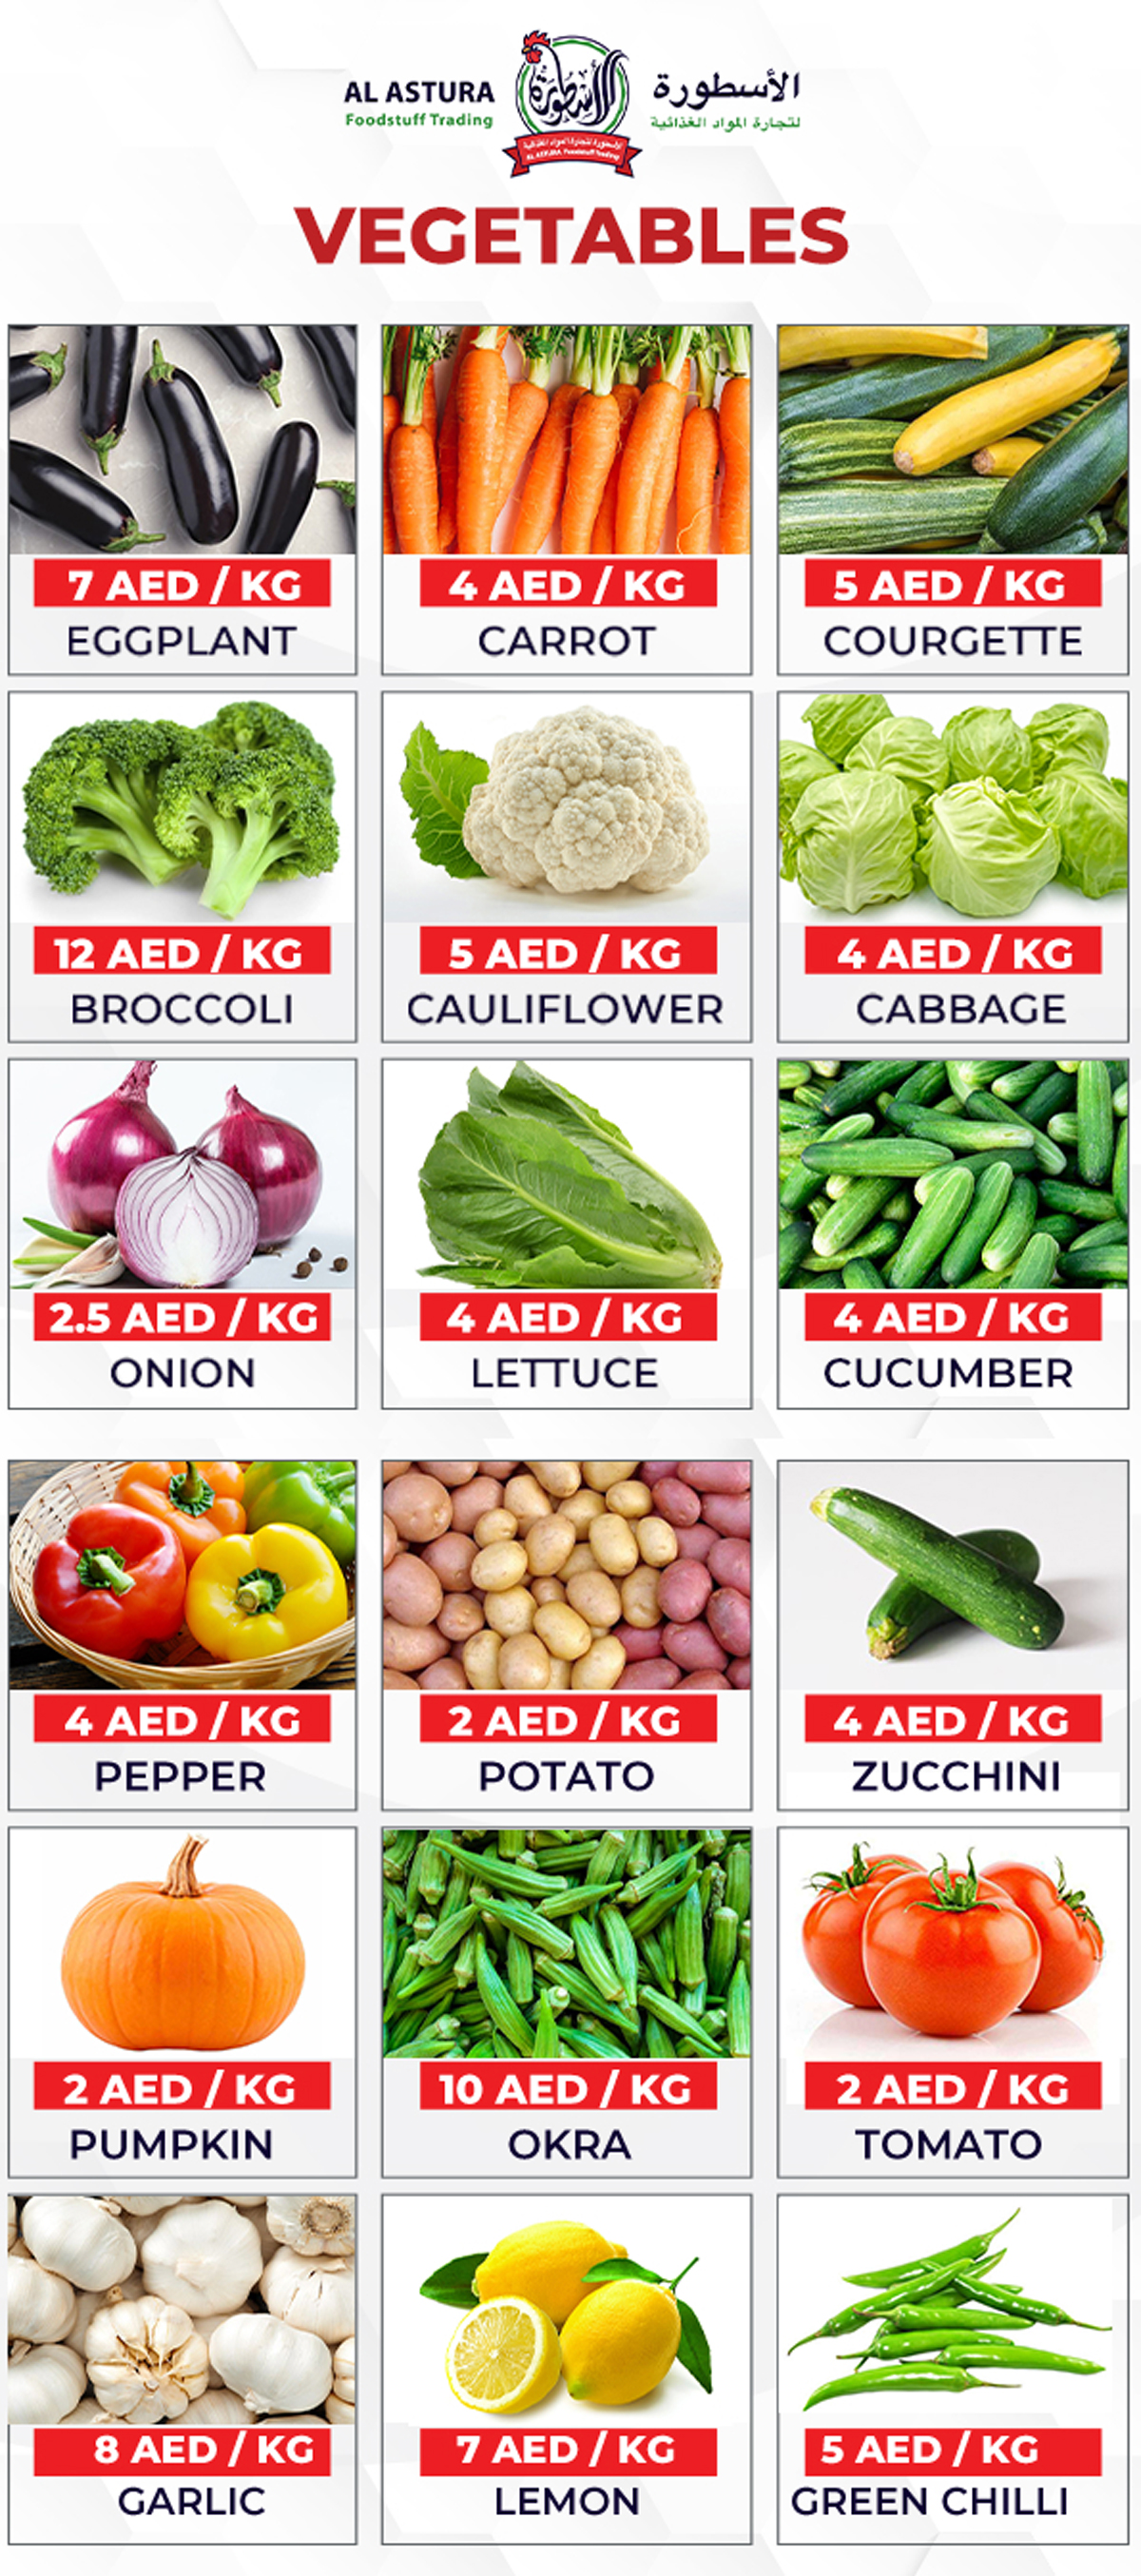 AL ASTURA
Foodstuff Trading
الأسطورة
لتجارة المواد الغذائية
الأسطورة
الأسطورة لتجارة المواد الغذائية
AL ASTURA Foodstuff Trading
VEGETABLES
7 AED / KG
EGGPLANT
4 AED / KG
CARROT
5 AED / KG
COURGETTE
12 AED / KG
BROCCOLI
5 AED / KG
CAULIFLOWER
4 AED / KG
CABBAGE
2.5 AED / KG
ONION
4 AED / KG
LETTUCE
4 AED / KG
CUCUMBER
4 AED / KG
PEPPER
2 AED / KG
POTATO
4 AED / KG
ZUCCHINI
2 AED / KG
PUMPKIN
10 AED / KG
OKRA
2 AED / KG
TOMATO
8 AED / KG
GARLIC
7 AED / KG
LEMON
5 AED / KG
GREEN CHILLI